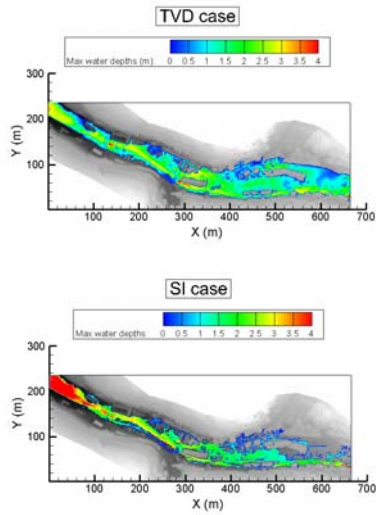 TVD case
Max water depths (m): 0 0.5 1 1.5 2 2.5 3 3.5 4
300
200
100
Y (m)
100 200 300 400 500 600 700
X (m)
SI case
Max water depths: 0 0.5 1 1.5 2 2.5 3 3.5 4
300
200
100
0
Y (m)
0 100 200 300 400 500 600 700
X (m)